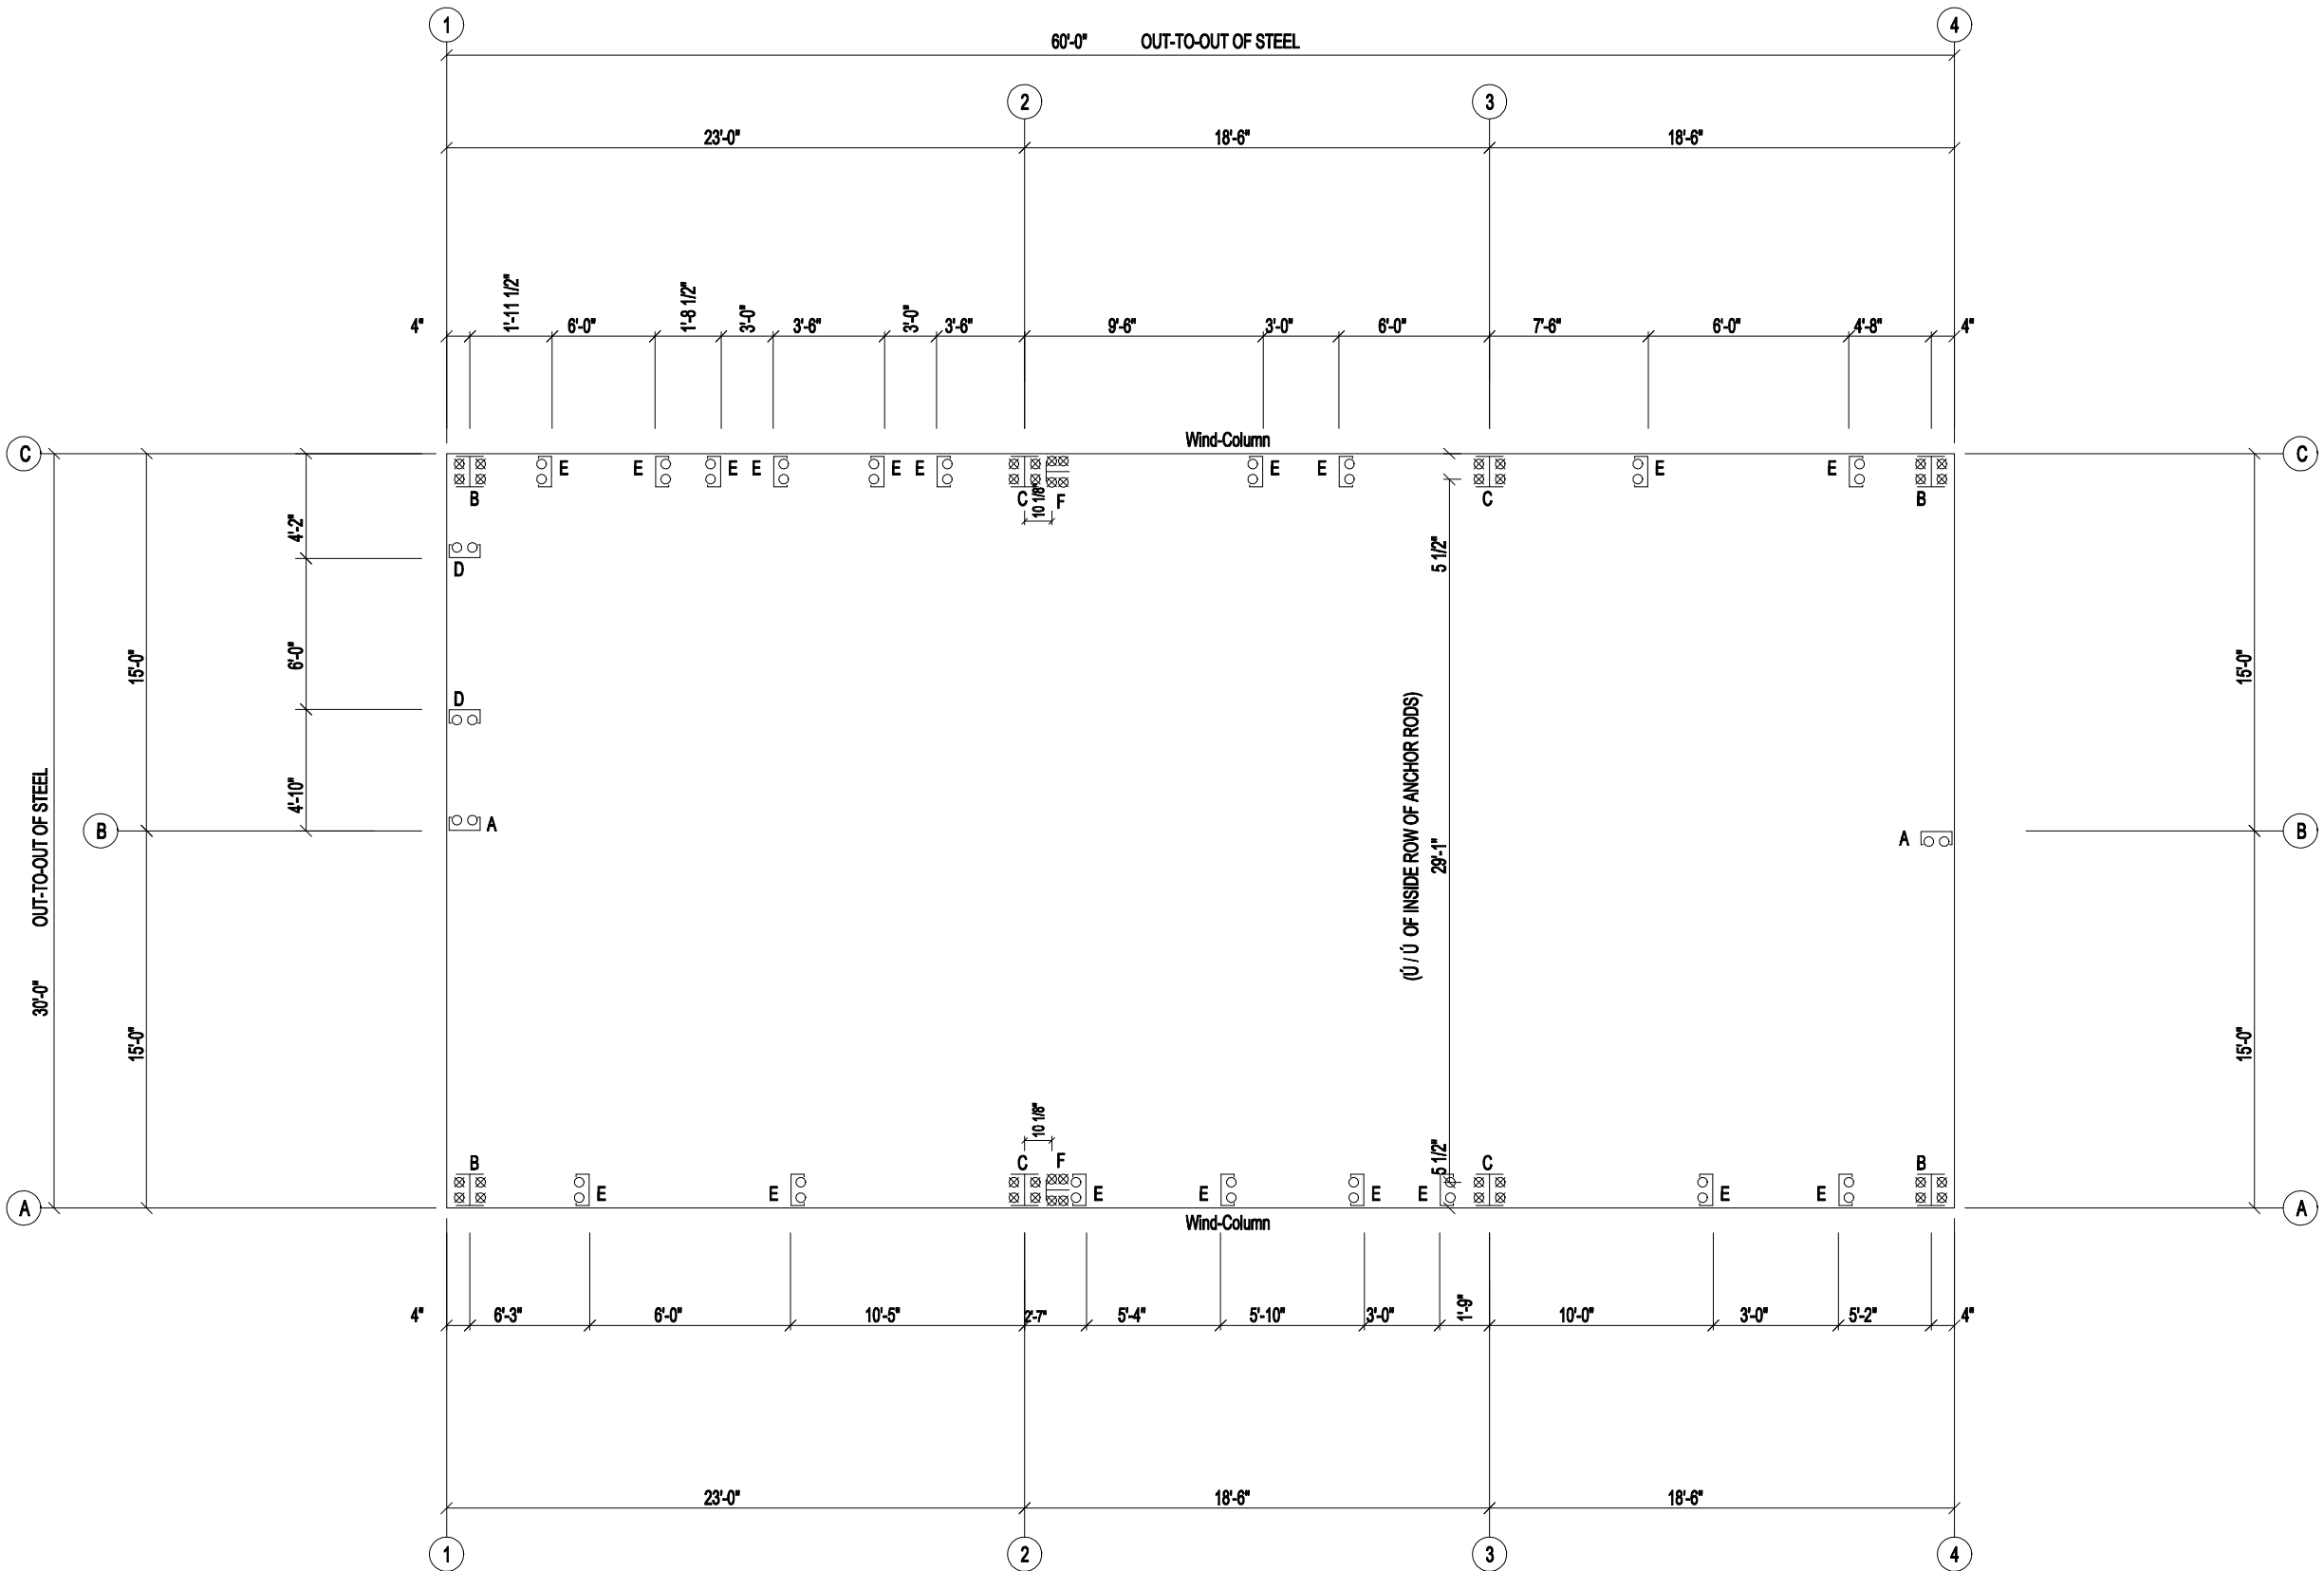 1
4
60'-0" OUT-TO-OUT OF STEEL
2
3
23'-0"
18'-6"
18'-6"
4"
1'-11 1/2"
6'-0"
1'-8 1/2"
3'-0"
3'-6"
3'-0"
3'-6"
9'-6"
3'-0"
6'-0"
7'-6"
6'-0"
4'-8"
4"
Wind-Column
C
C
E
E
E
E
E
E
E
E
E
E
B
C
10 1/8"
F
C
B
4'-2"
5 1/2"
D
15'-0"
6'-0"
15'-0"
D
4'-10"
A
B
A
B
30'-0" OUT-TO-OUT OF STEEL
(Ú / Ú OF INSIDE ROW OF ANCHOR RODS)
29'-1"
15'-0"
15'-0"
10 1/8"
5 1/2"
B
C
F
C
B
E
E
E
E
E
E
E
E
A
A
Wind-Column
4"
6'-3"
6'-0"
10'-5"
2'-7"
5'-4"
5'-10"
3'-0"
1'-9"
10'-0"
3'-0"
5'-2"
4"
23'-0"
18'-6"
18'-6"
1
2
3
4